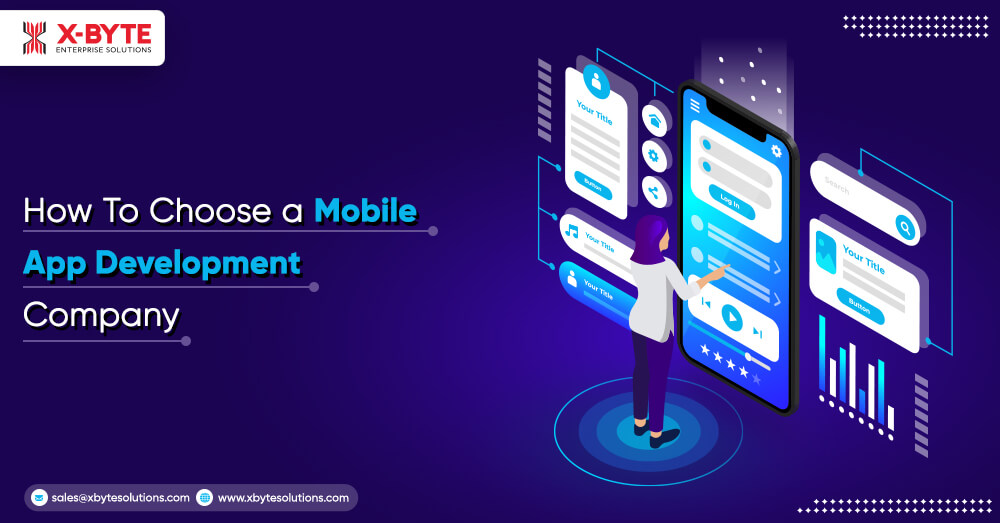 X-BYTE
ENTERPRISE SOLUTIONS
How To Choose a Mobile
App Development
Company
Your Title
Button
Your Title
Your Title
Log In
Search
Your Title
Button
sales@xbytesolutions.com
www.xbytesolutions.com